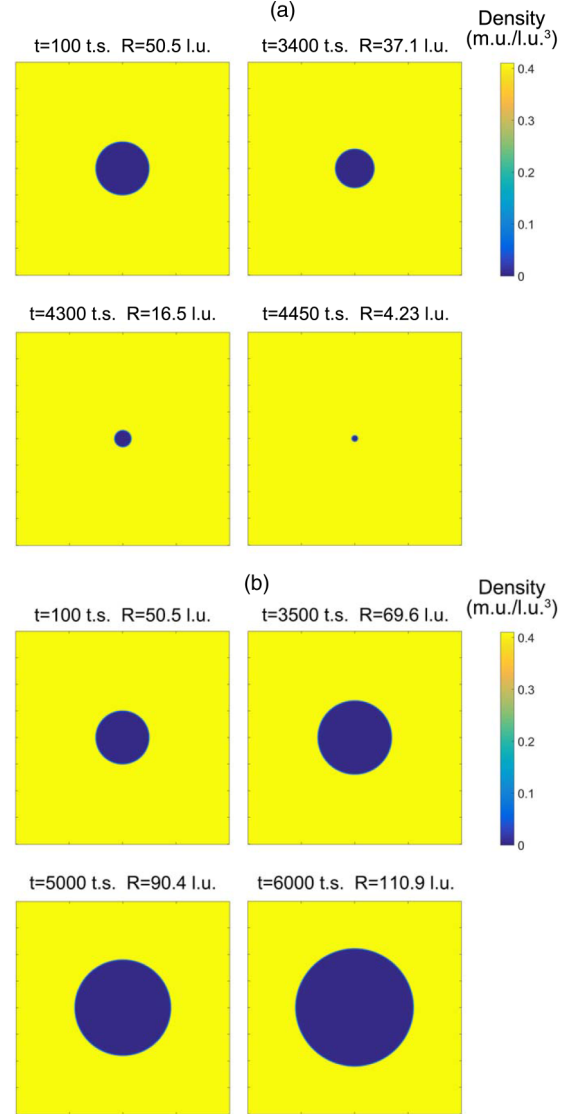 (a)
Density
(m.u./l.u.³)
t=100 t.s. R=50.5 l.u.
t=3400 t.s. R=37.1 l.u.
0.4
0.3
0.2
0.1
0
t=4300 t.s. R=16.5 l.u.
t=4450 t.s. R=4.23 l.u.
(b)
Density
(m.u./l.u.³)
t=100 t.s. R=50.5 l.u.
t=3500 t.s. R=69.6 l.u.
0.4
0.3
0.2
0.1
0
t=5000 t.s. R=90.4 l.u.
t=6000 t.s. R=110.9 l.u.